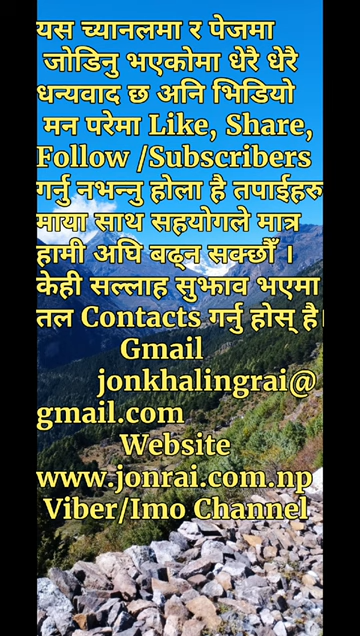 यस च्यानलमा र पेजमा
जोडिनु भएकोमा धेरै धेरै
धन्यवाद छ अनि भिडियो
मन परेमा Like, Share,
Follow /Subscribers
गर्नु नभन्नु होला है तपाईहरु
माया साथ सहयोगले मात्र
हामी अघि बढ्न सक्छौँ ।
केही सल्लाह सुझाव भएमा
तल Contacts गर्नु होस् है।
Gmail
jonkhalingrai@
gmail.com
Website
www.jonrai.com.np
Viber/Imo Channel